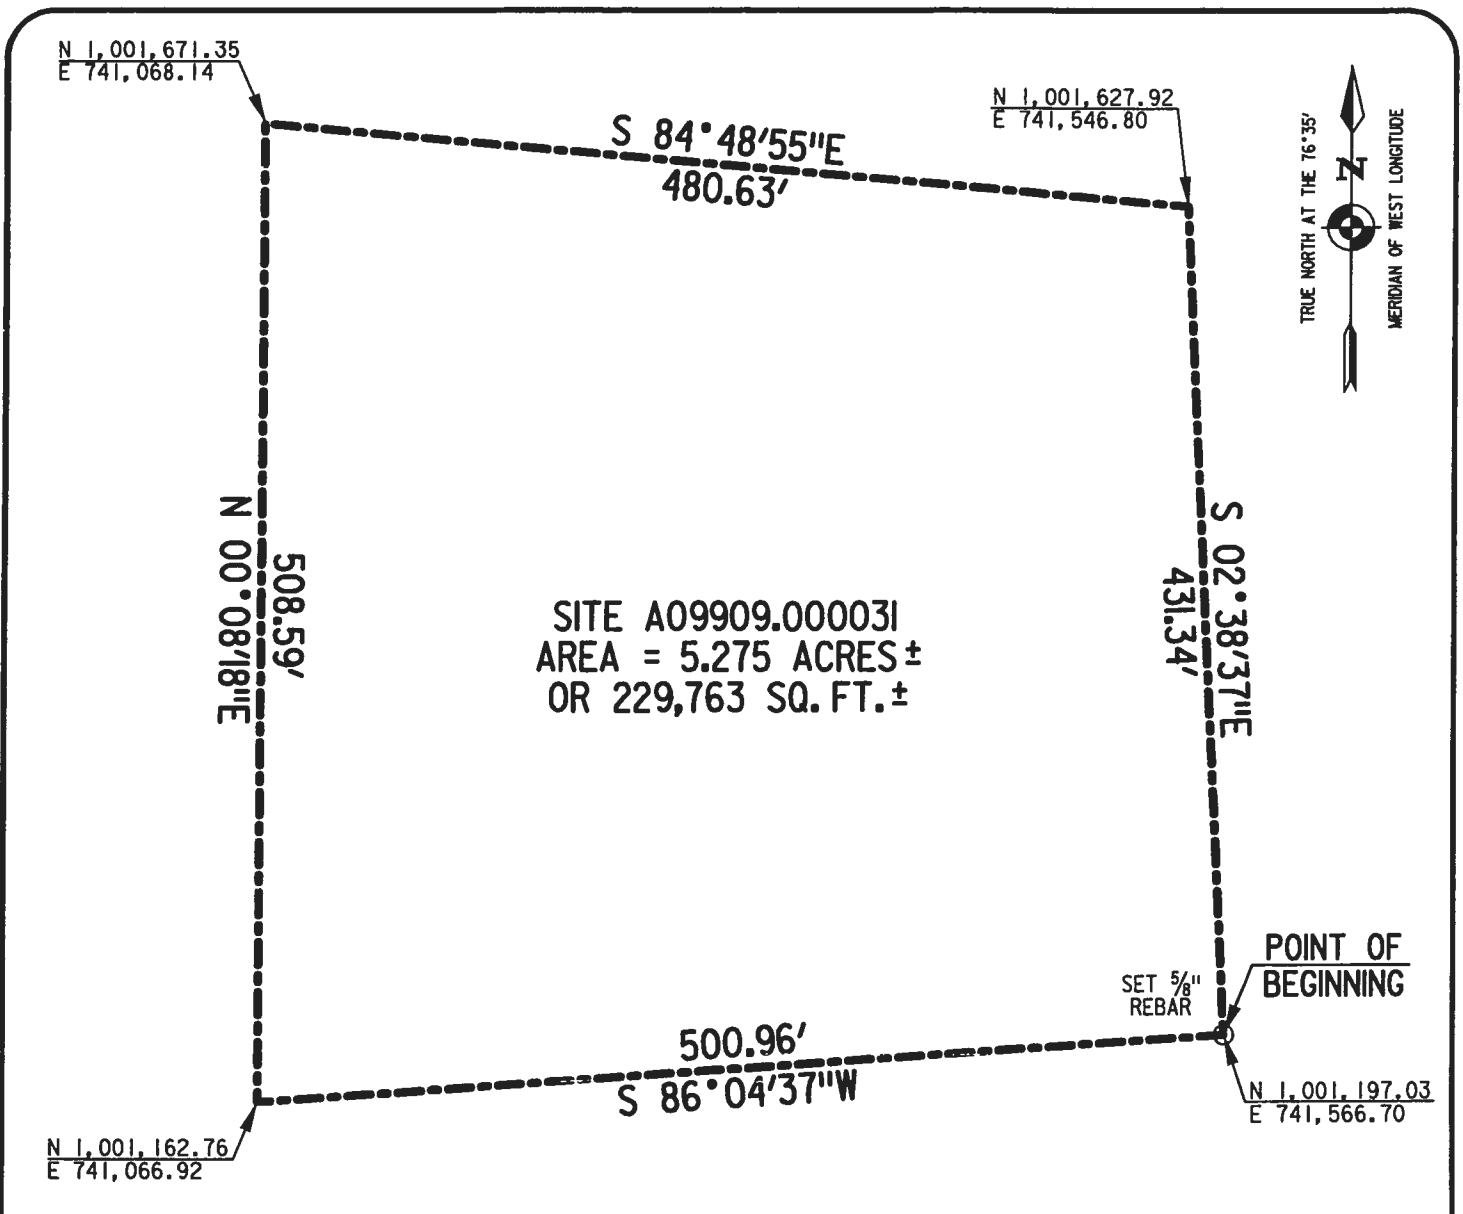 N 1,001,671.35
E 741,068.14
N 1,001,627.92
E 741,546.80
S 84°48'55"E
480.63'
TRUE NORTH AT THE 76°35'
N
MERIDIAN OF WEST LONGITUDE
N 00°08'18"E
508.59'
S 02°38'37"E
431.34'
SITE A09909.000031
AREA = 5.275 ACRES±
OR 229,763 SQ. FT.±
SET 5/8"
REBAR
POINT OF
BEGINNING
500.96'
S 86°04'37"W
N 1,001,197.03
E 741,566.70
N 1,001,162.76
E 741,066.92